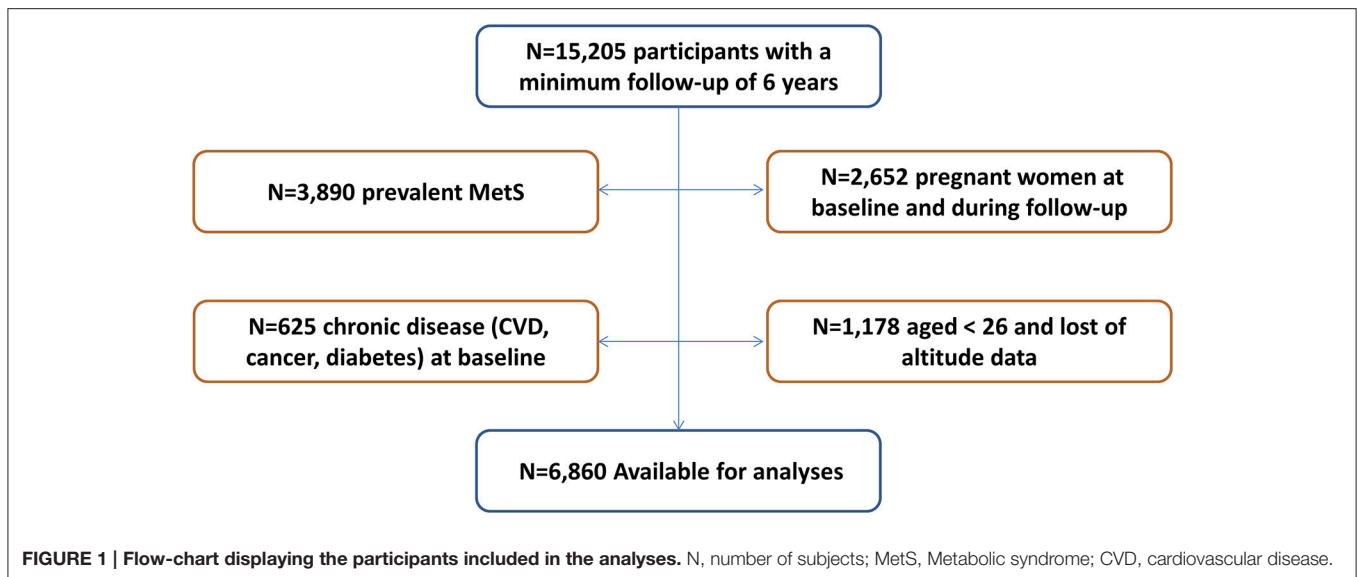 N=15,205 participants with a
minimum follow-up of 6 years
N=3,890 prevalent MetS
N=2,652 pregnant women at
baseline and during follow-up
N=625 chronic disease (CVD,
cancer, diabetes) at baseline
N=1,178 aged < 26 and lost of
altitude data
N=6,860 Available for analyses
FIGURE 1 | Flow-chart displaying the participants included in the analyses. N, number of subjects; MetS, Metabolic syndrome; CVD, cardiovascular disease.